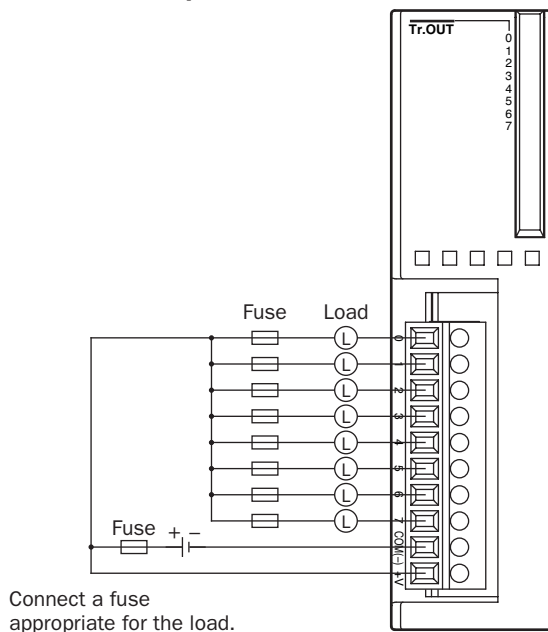 Tr.OUT
0
1
2
3
4
5
6
7
Fuse Load
L 0
L 1
L 2
L 3
L 4
L 5
L 6
L 7
Fuse + − COM(−)
+V
Connect a fuse
appropriate for the load.